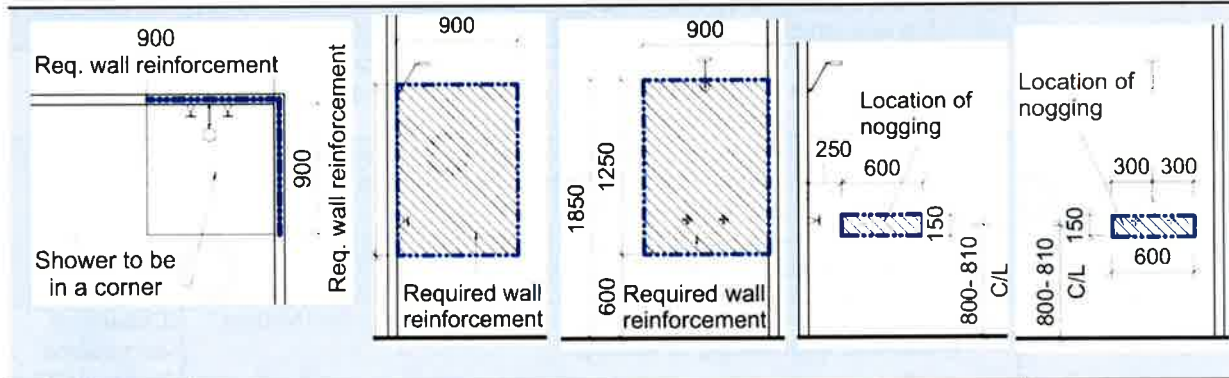 900
Req. wall reinforcement
Req. wall reinforcement
900
Shower to be
in a corner
900
Required wall
reinforcement
900
1850
1250
600
Required wall
reinforcement
Location of
nogging
250
600
150
800- 810
C/L
Location of
nogging
300
300
150
600
800- 810
C/L